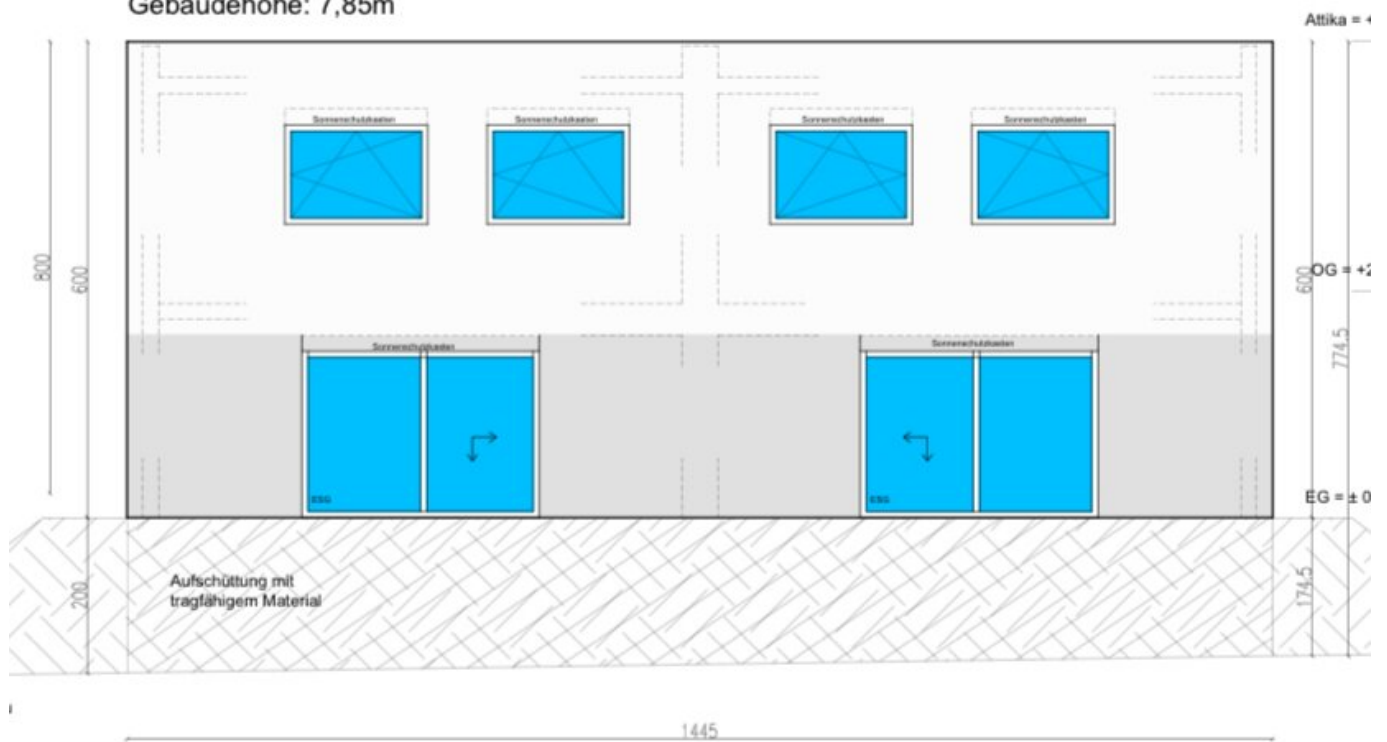 Gebäudehöhe: 7,85m
Attika = +
Sonnenschutzkasten
Sonnenschutzkasten
Sonnenschutzkasten
Sonnenschutzkasten
800
600
600
OG = +2
774.5
Sonnenschutzkasten
Sonnenschutzkasten
ESG
ESG
EG = ± 0
Aufschüttung mit
tragfähigem Material
200
174.5
1445